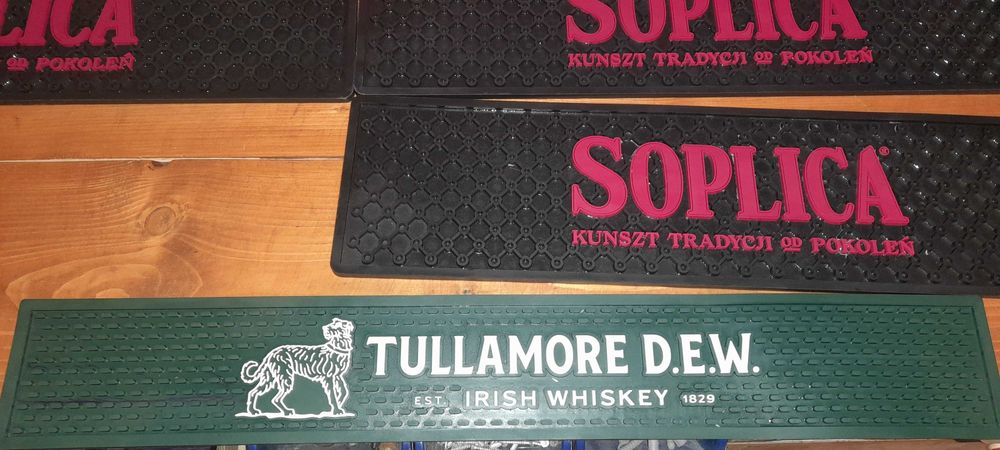 LICA
OD POKOLEŃ
SOPLICA
KUNSZT TRADYCJI OD POKOLEŃ
SOPLICA®
KUNSZT TRADYCJI OD POKOLEŃ
TULLAMORE D.E.W.
EST. IRISH WHISKEY 1829